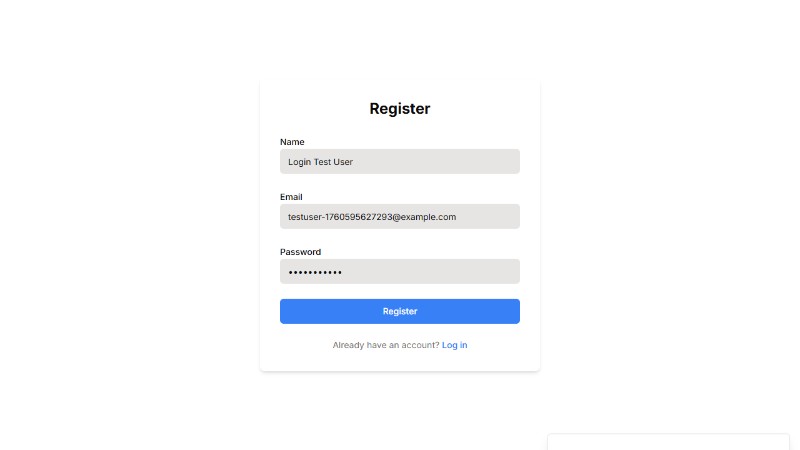 Register
Name
Login Test User
Email
testuser-1760595627293@example.com
Password
•••••••••••
Register
Already have an account? Log in